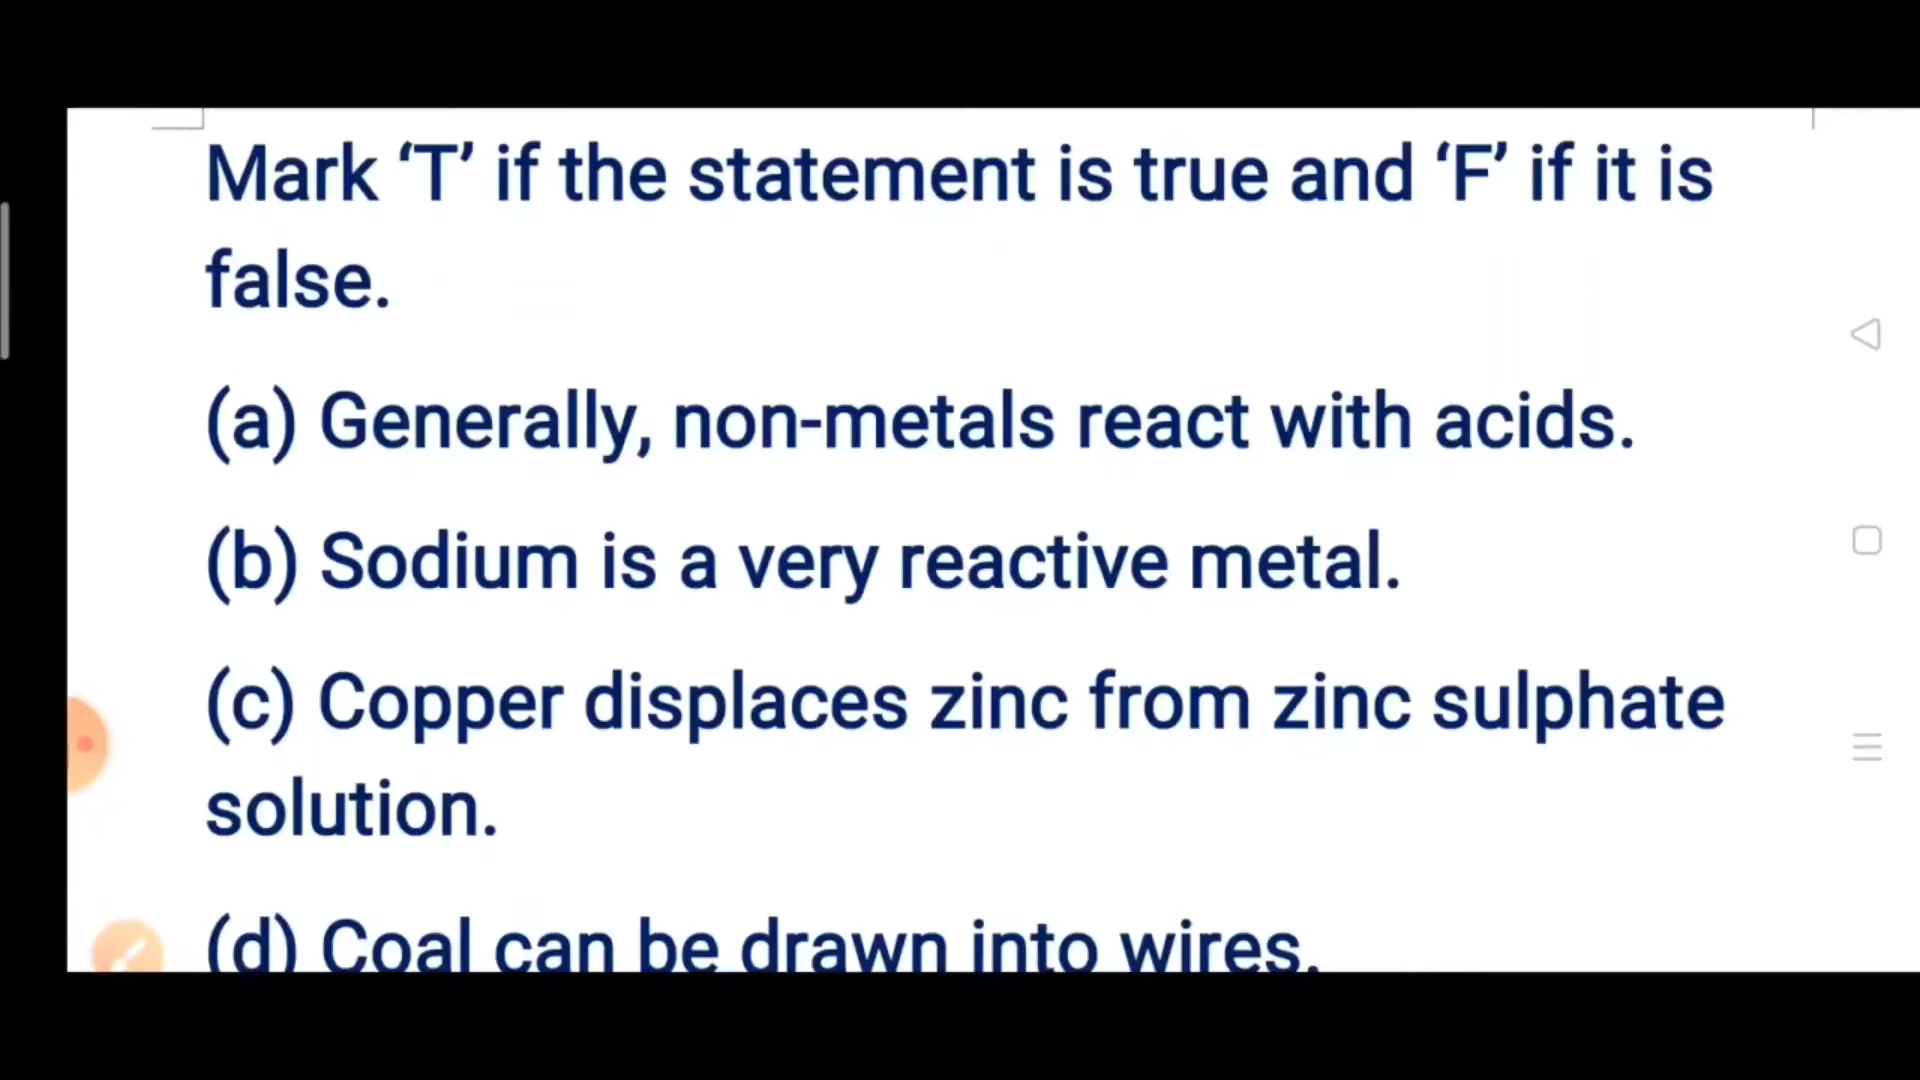 Mark ‘T’ if the statement is true and ‘F’ if it is
false.
(a) Generally, non-metals react with acids.
(b) Sodium is a very reactive metal.
(c) Copper displaces zinc from zinc sulphate
solution.
(d) Coal can be drawn into wires.